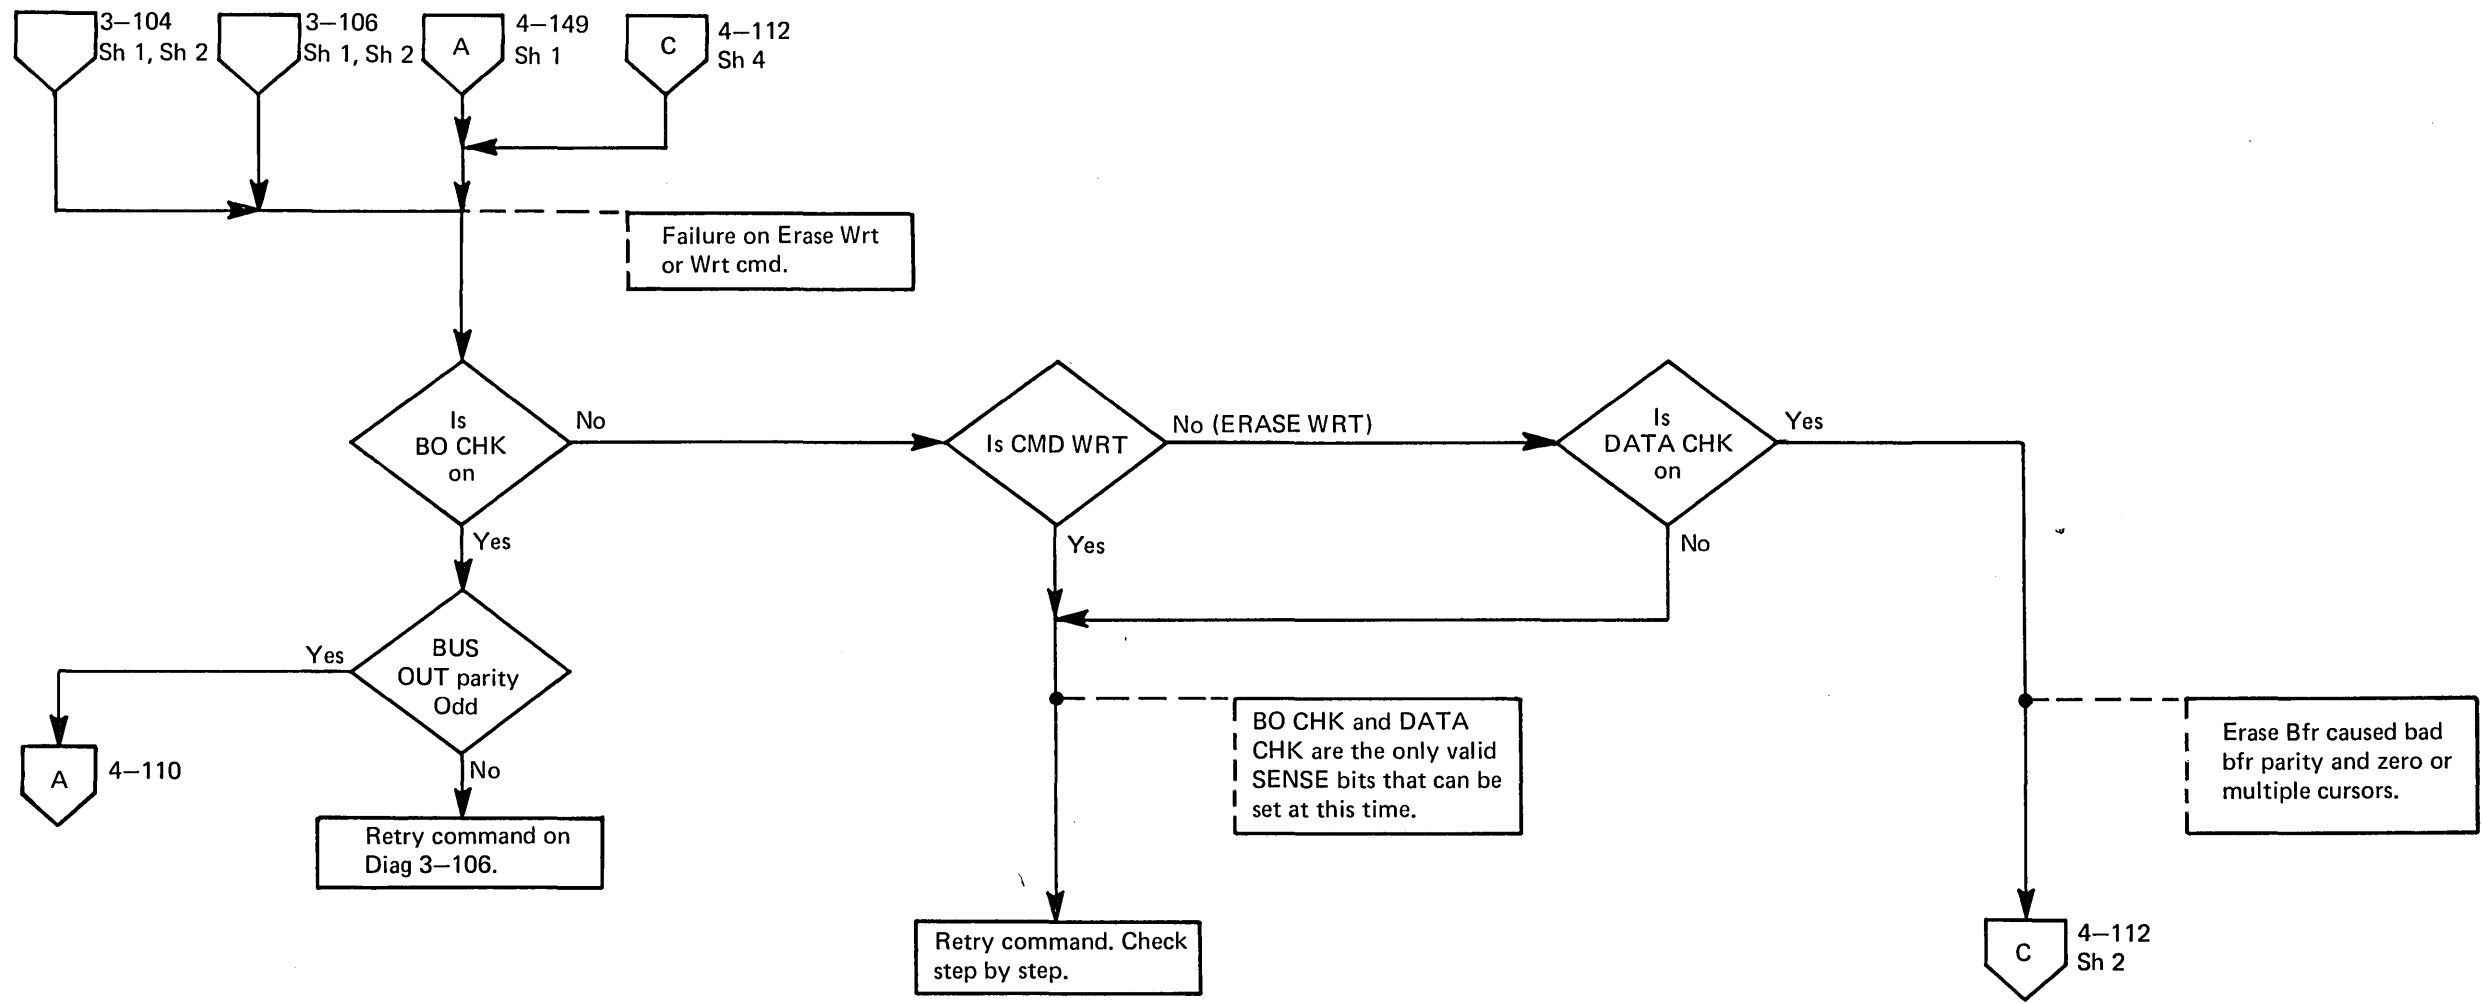 3–104
Sh 1, Sh 2
3–106
Sh 1, Sh 2
A
4–149
Sh 1
C
4–112
Sh 4
Failure on Erase Wrt
or Wrt cmd.
Is
BO CHK
on
No
Is CMD WRT
No (ERASE WRT)
Is
DATA CHK
on
Yes
Yes
Yes
No
BUS
OUT parity
Odd
Yes
A
4–110
No
Retry command on
Diag 3–106.
BO CHK and DATA
CHK are the only valid
SENSE bits that can be
set at this time.
Erase Bfr caused bad
bfr parity and zero or
multiple cursors.
Retry command. Check
step by step.
C
4–112
Sh 2